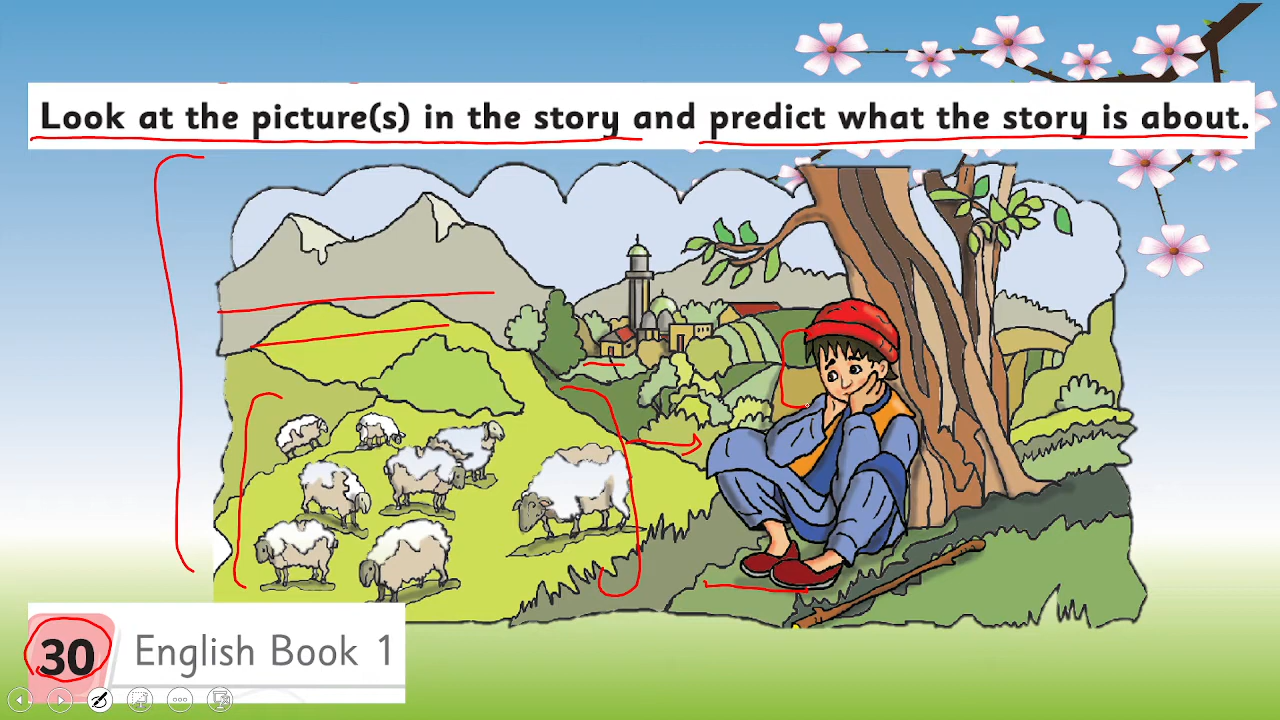 Look at the picture(s) in the story and predict what the story is about.
30 English Book 1